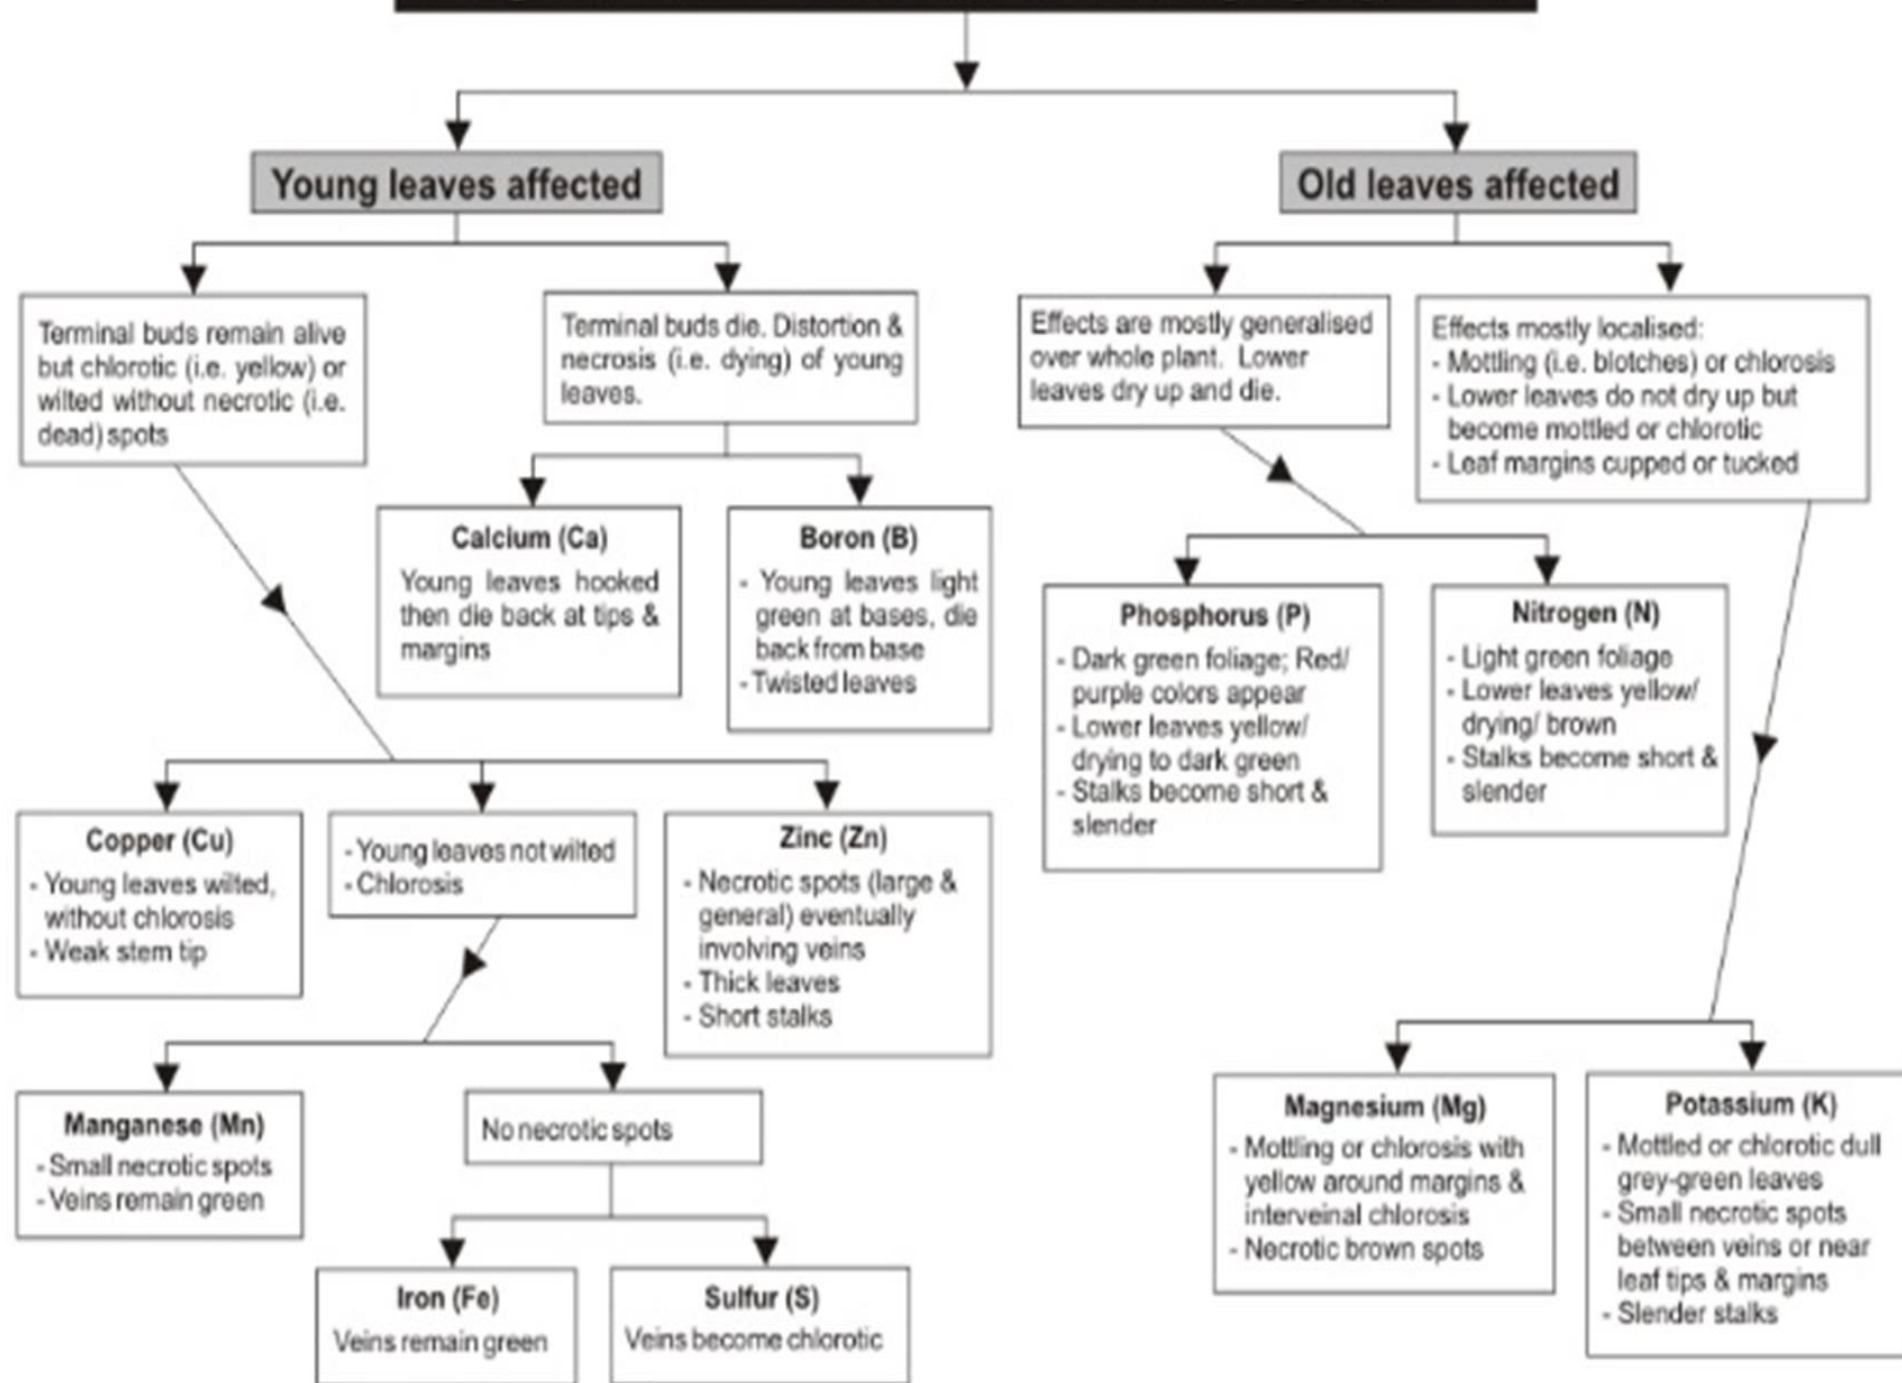 Young leaves affected
Old leaves affected
Terminal buds remain alive
but chlorotic (i.e. yellow) or
wilted without necrotic (i.e.
dead) spots
Terminal buds die. Distortion &
necrosis (i.e. dying) of young
leaves.
Effects are mostly generalised
over whole plant. Lower
leaves dry up and die.
Effects mostly localised:
- Mottling (i.e. blotches) or chlorosis
- Lower leaves do not dry up but
become mottled or chlorotic
- Leaf margins cupped or tucked
Calcium (Ca)
Young leaves hooked
then die back at tips &
margins
Boron (B)
- Young leaves light
green at bases, die
back from base
- Twisted leaves
Phosphorus (P)
- Dark green foliage; Red/
purple colors appear
- Lower leaves yellow/
drying to dark green
- Stalks become short &
slender
Nitrogen (N)
- Light green foliage
- Lower leaves yellow/
drying/ brown
- Stalks become short &
slender
Copper (Cu)
- Young leaves wilted,
without chlorosis
- Weak stem tip
- Young leaves not wilted
- Chlorosis
Zinc (Zn)
- Necrotic spots (large &
general) eventually
involving veins
- Thick leaves
- Short stalks
Manganese (Mn)
- Small necrotic spots
- Veins remain green
No necrotic spots
Iron (Fe)
Veins remain green
Sulfur (S)
Veins become chlorotic
Magnesium (Mg)
- Mottling or chlorosis with
yellow around margins &
interveinal chlorosis
- Necrotic brown spots
Potassium (K)
- Mottled or chlorotic dull
grey-green leaves
- Small necrotic spots
between veins or near
leaf tips & margins
- Slender stalks